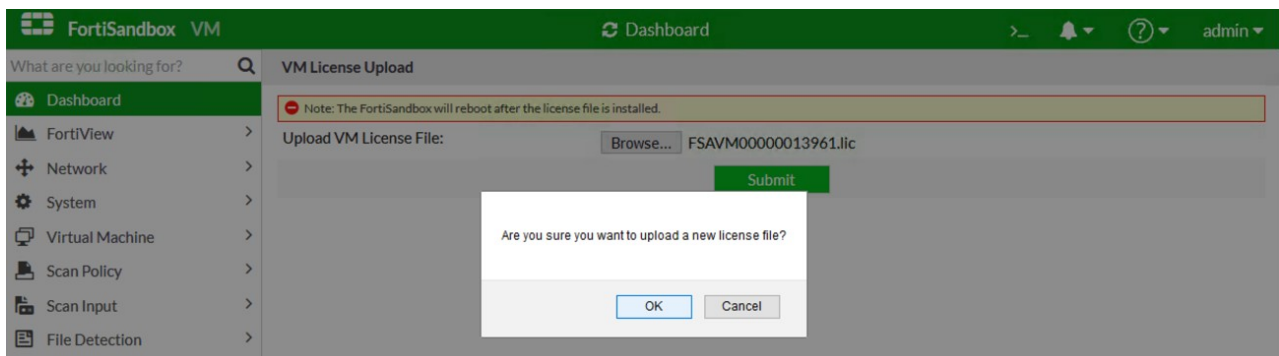 FortiSandbox VM
Dashboard
>_
?
admin
What are you looking for?
VM License Upload
Dashboard
Note: The FortiSandbox will reboot after the license file is installed.
FortiView
Upload VM License File:
Browse... FSAVM00000013961.lic
Network
Submit
System
Virtual Machine
Are you sure you want to upload a new license file?
Scan Policy
Scan Input
OK
Cancel
File Detection